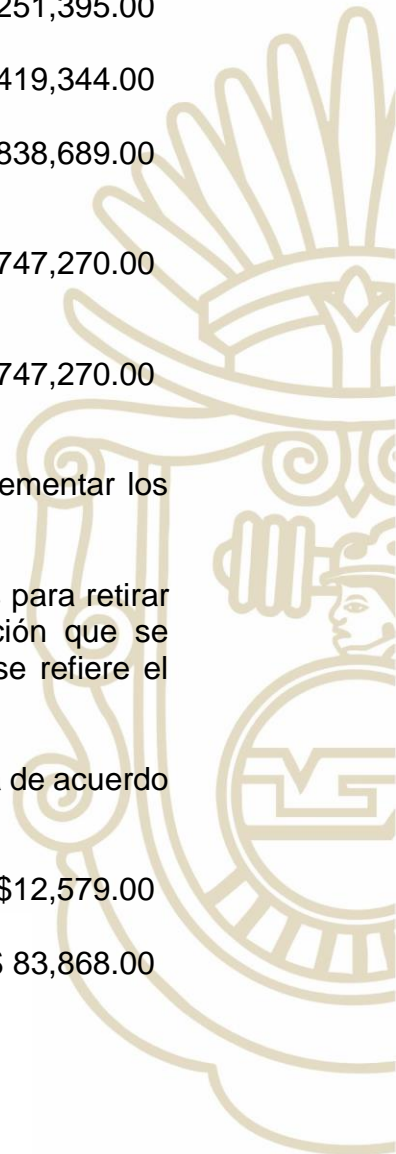 251,395.00
419,344.00
838,689.00
747,270.00
747,270.00
ementar los
para retirar
ción que se
se refiere el
de acuerdo
$12,579.00
$ 83,868.00